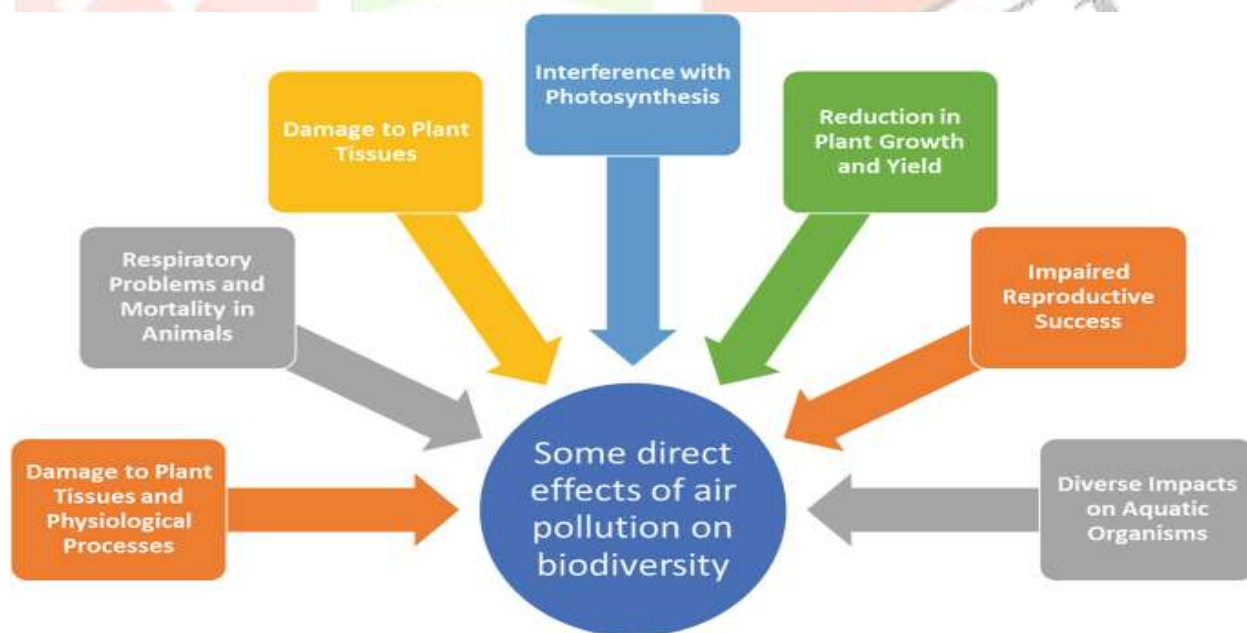 Interference with
Photosynthesis
Damage to Plant
Tissues
Reduction in
Plant Growth
and Yield
Respiratory
Problems and
Mortality in
Animals
Impaired
Reproductive
Success
Damage to Plant
Tissues and
Physiological
Processes
Some direct
effects of air
pollution on
biodiversity
Diverse Impacts
on Aquatic
Organisms